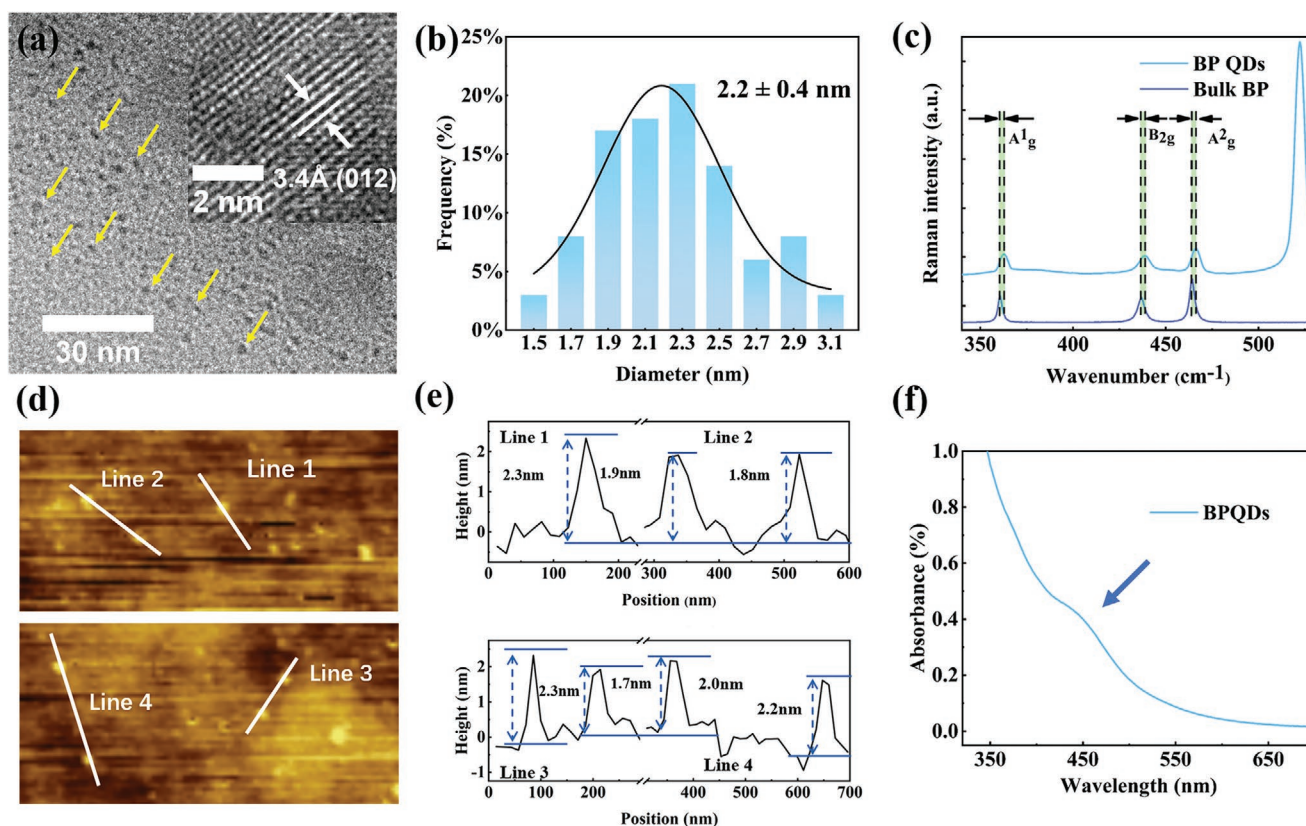 (a)
3.4Å (012)
2 nm
30 nm
(b)
25%
20%
15%
10%
5%
0%
Frequency (%)
2.2 ± 0.4 nm
1.5 1.7 1.9 2.1 2.3 2.5 2.7 2.9 3.1
Diameter (nm)
(c)
BP QDs
Bulk BP
A¹g
B2g
A²g
Raman intensity (a.u.)
350 400 450 500
Wavenumber (cm⁻¹)
(d)
Line 2
Line 1
Line 3
Line 4
(e)
Line 1
Line 2
2.3nm
1.9nm
1.8nm
2
1
0
Height (nm)
0 100 200 300 400 500 600
Position (nm)
2.3nm
1.7nm
2.0nm
2.2nm
2
1
0
-1
Height (nm)
Line 3
Line 4
0 100 200 400 500 600 700
Position (nm)
(f)
1.0
0.8
0.6
0.4
0.2
0.0
Absorbance (%)
BPQDs
350 450 550 650
Wavelength (nm)